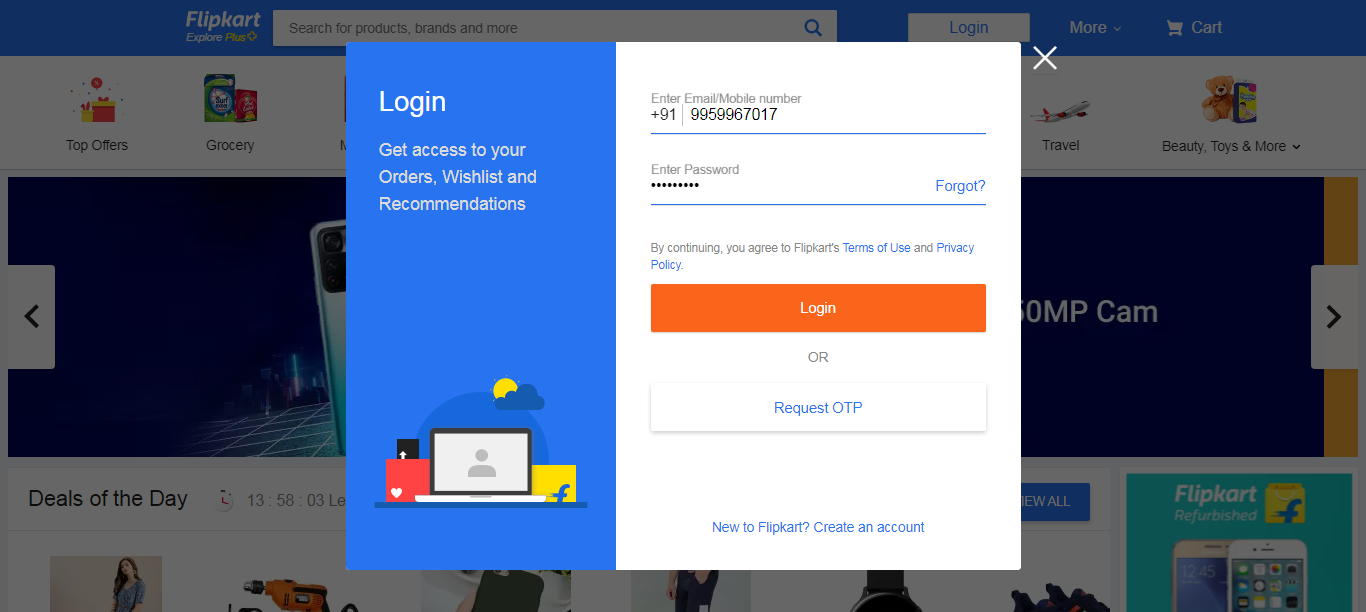 Flipkart
Explore Plus
Search for products, brands and more
Login
More
Cart
Top Offers
Grocery
M
Travel
Beauty, Toys & More
Login
Get access to your
Orders, Wishlist and
Recommendations
Enter Email/Mobile number
+91 9959967017
Enter Password
•••••••••
Forgot?
By continuing, you agree to Flipkart's Terms of Use and Privacy
Policy.
Login
OR
Request OTP
New to Flipkart? Create an account
50MP Cam
Deals of the Day
13 : 58 : 03 Le
IEW ALL
Flipkart
Refurbished
12:45